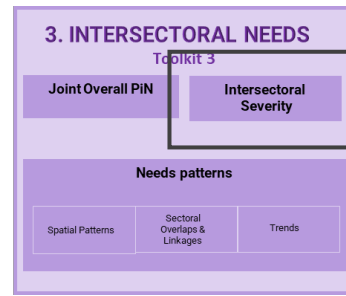 3. INTERSECTORAL NEEDS
Toolkit 3
Joint Overall PiN
Intersectoral
Severity
Needs patterns
Spatial Patterns
Sectoral
Overlaps &
Linkages
Trends